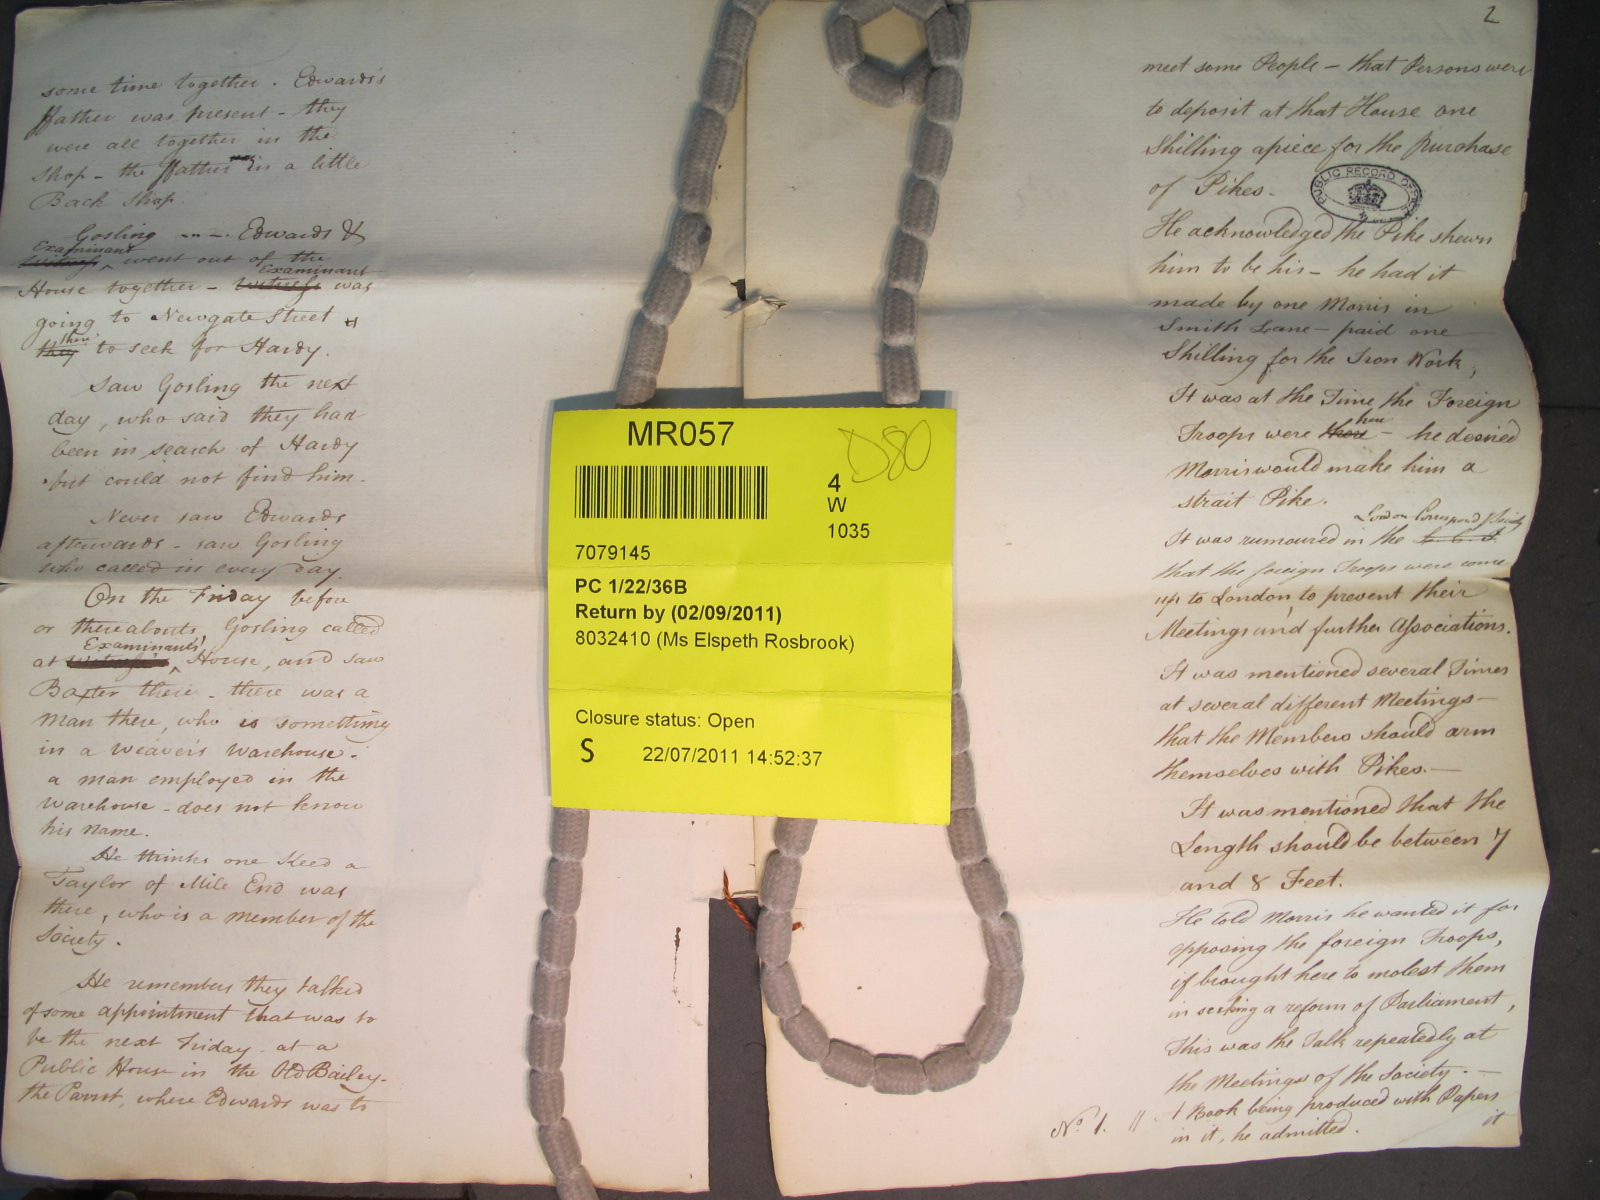 some time together. Edwards's
ffather was present - they
were all together in the
shop - the ffather in a little
Back Shop.
Gosling Edwards &
Examinant
Witness ^ went out of the
Examinant
House together - Witness was
going to Newgate Street
then
they to seek for Hardy.
Saw Gosling the next
day, who said they had
been in search of Hardy
but could not find him.
Never saw Edwards
afterwards - saw Gosling
who called in every day.
On the Friday before
or thereabouts, Gosling called
Examinants
at Witness's ^ House, and saw
Baxter there - there was a
man there, who is something
in a Weaver's Warehouse -
a man employed in the
Warehouse - does not know
his name.
He thinks one Keed a
Taylor of Mile End was
there, who is a member of the
Society.
He remembers they talked
of some appointment that was to
be the next Friday at a
Public House in the Old Bailey -
the Parrot, where Edwards was to
2
meet some People - that Persons were
to deposit at that House one
Shilling apiece for the Purchase
of Pikes.
PUBLIC RECORD OFFICE
He acknowledged the Pike shewn
him to be his - he had it
made by one Morris in
Smith Lane - paid one
Shilling for the Iron Work,
It was at the Time the Foreign
here
Troops were there - he desired
Morris would make him a
strait Pike.
London Correspond.g Society
It was rumoured in the L. C. S.
that the foreign Troops were come
up to London, to prevent their
Meetings and further Associations.
It was mentioned several Times
at several different Meetings -
that the Members should arm
themselves with Pikes. -
It was mentioned that the
Length should be between 7
and 8 Feet.
He told Morris he wanted it for
opposing the foreign Troops,
if brought here to molest them
in seeking a reform of Parliament,
this was the Talk repeatedly at
the Meetings of the Society. -
No. 1. // A Book being produced with Papers
in it, he admitted.
it
MR057
D80
4
W
1035
7079145
PC 1/22/36B
Return by (02/09/2011)
8032410 (Ms Elspeth Rosbrook)
Closure status: Open
S 22/07/2011 14:52:37